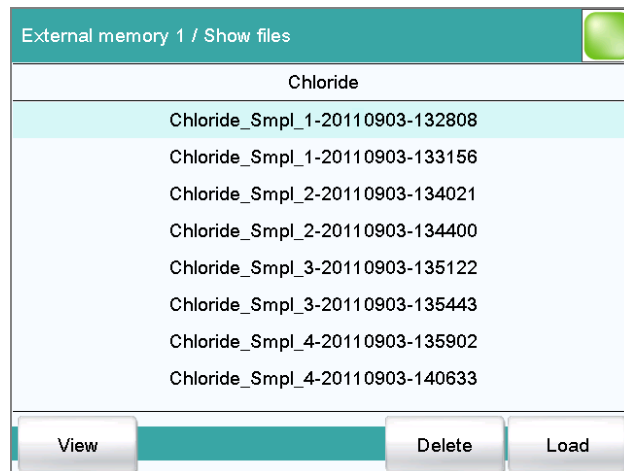 External memory 1 / Show files
Chloride
Chloride_Smpl_1-20110903-132808
Chloride_Smpl_1-20110903-133156
Chloride_Smpl_2-20110903-134021
Chloride_Smpl_2-20110903-134400
Chloride_Smpl_3-20110903-135122
Chloride_Smpl_3-20110903-135443
Chloride_Smpl_4-20110903-135902
Chloride_Smpl_4-20110903-140633
View Delete Load